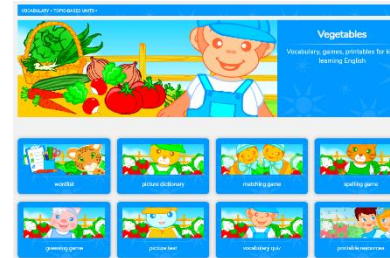 VOCABULARY • TOPIC-BASED UNITS •
Vegetables
Vocabulary, games, printables for k
learning English
wordlist
picture dictionary
matching game
spelling game
guessing game
picture test
vocabulary quiz
printable resources